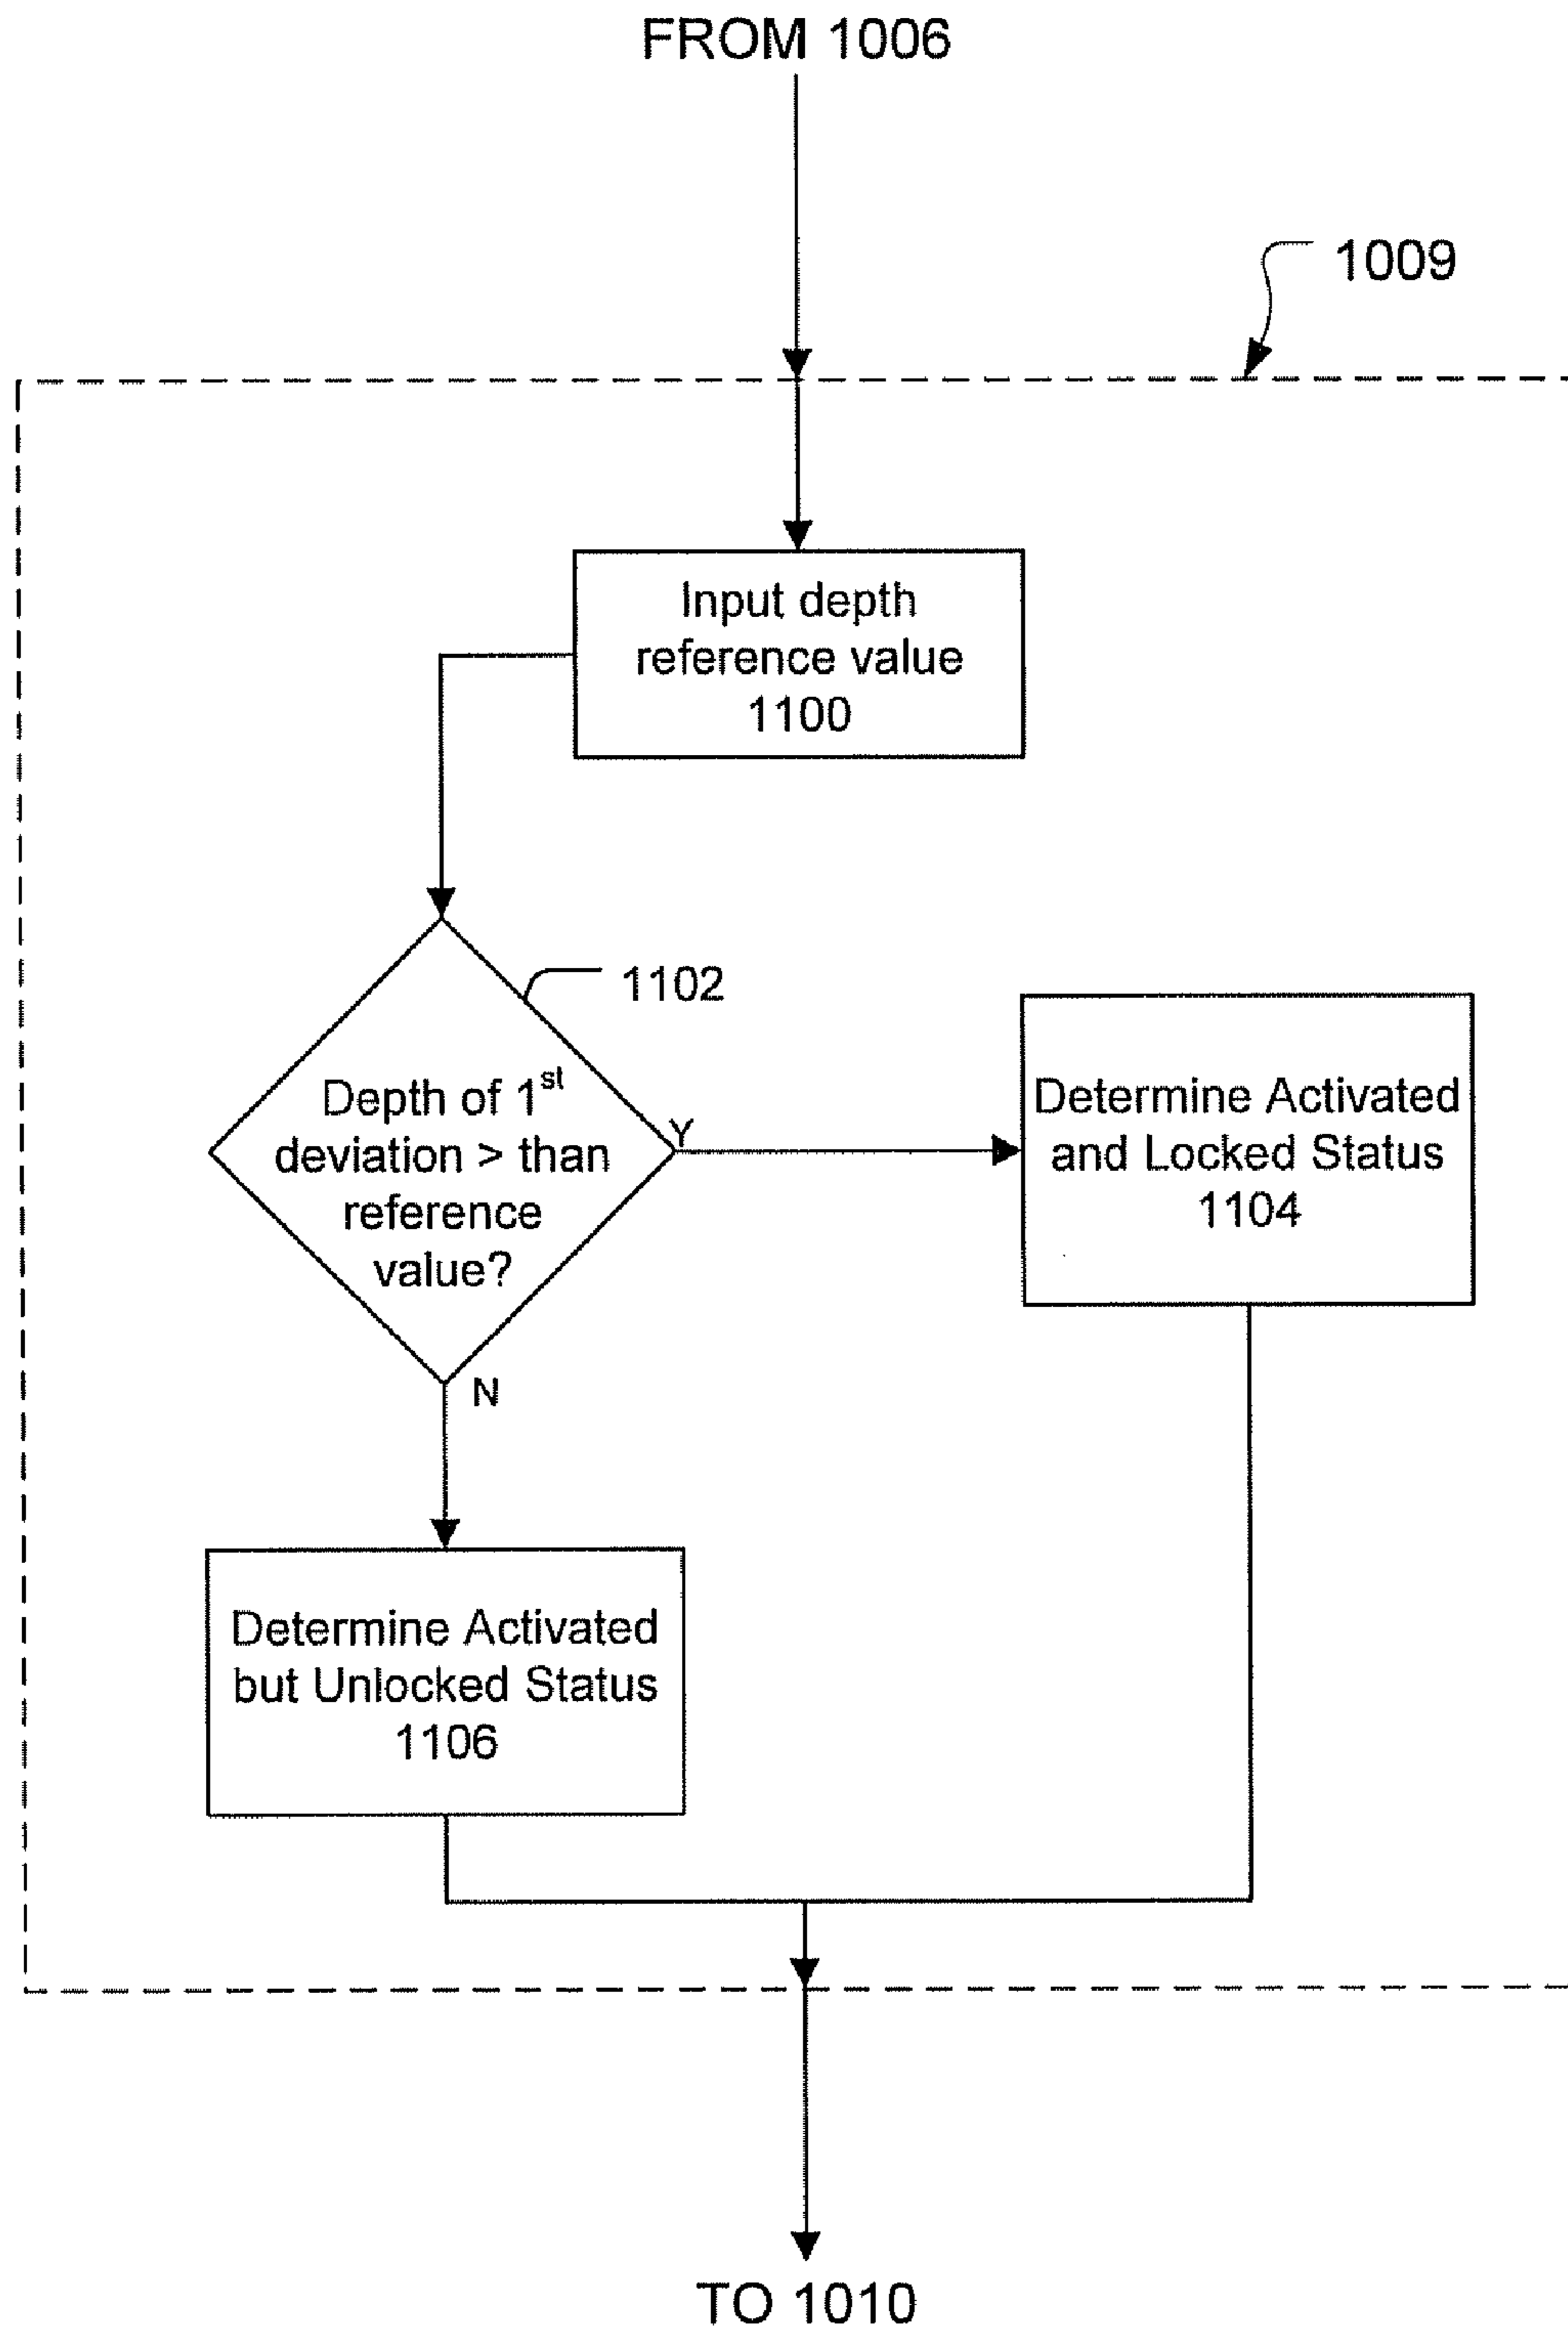 FROM 1006
1009
Input depth
reference value
1100
1102
Depth of 1st
deviation > than
reference
value?
Y
Determine Activated
and Locked Status
1104
N
Determine Activated
but Unlocked Status
1106
TO 1010